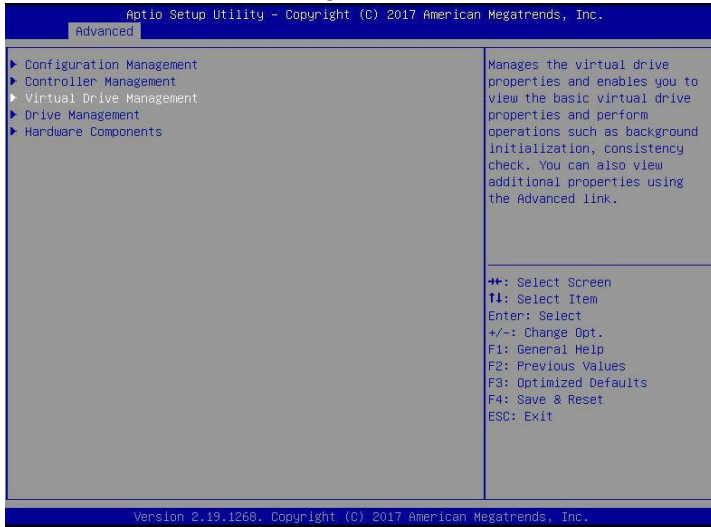 Aptio Setup Utility – Copyright (C) 2017 American Megatrends, Inc.
Advanced
Configuration Management
Controller Management
Virtual Drive Management
Drive Management
Hardware Components
Manages the virtual drive
properties and enables you to
view the basic virtual drive
properties and perform
operations such as background
initialization, consistency
check. You can also view
additional properties using
the Advanced link.
→←: Select Screen
↑↓: Select Item
Enter: Select
+/-: Change Opt.
F1: General Help
F2: Previous Values
F3: Optimized Defaults
F4: Save & Reset
ESC: Exit
Version 2.19.1268. Copyright (C) 2017 American Megatrends, Inc.